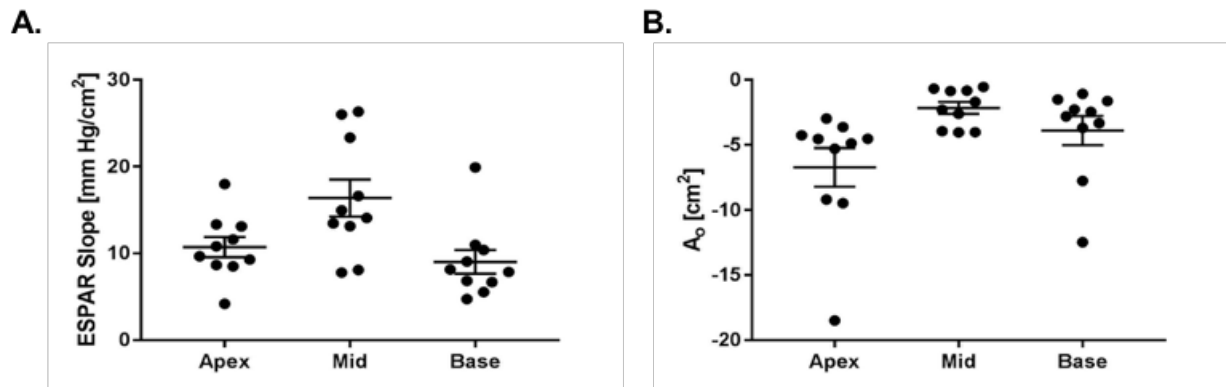 A.
B.
ESPAR Slope [mm Hg/cm²]
30
20
10
0
Apex Mid Base
Aₒ [cm²]
0
-5
-10
-15
-20
Apex Mid Base